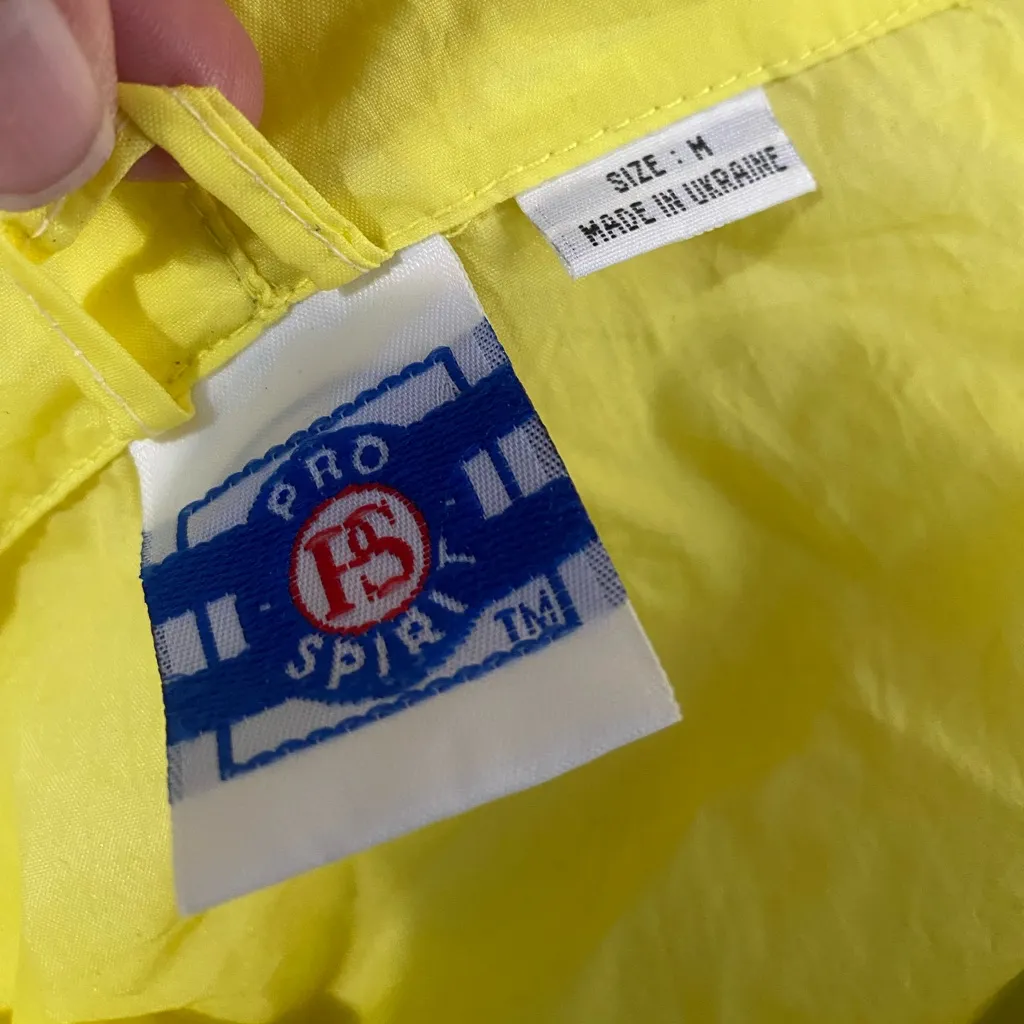 SIZE : M
MADE IN UKRAINE
PRO
PS
SPIRIT
TM